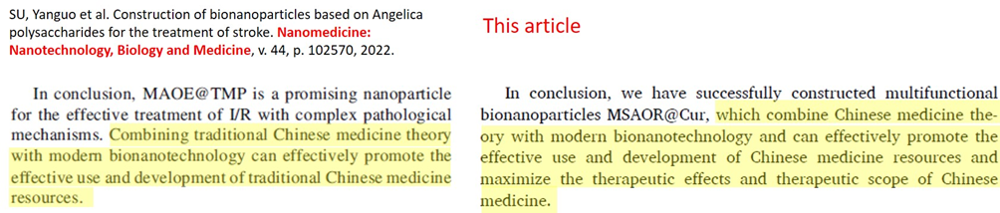 SU, Yanguo et al. Construction of bionanoparticles based on Angelica
polysaccharides for the treatment of stroke. Nanomedicine:
Nanotechnology, Biology and Medicine, v. 44, p. 102570, 2022.
In conclusion, MAOE@TMP is a promising nanoparticle
for the effective treatment of I/R with complex pathological
mechanisms. Combining traditional Chinese medicine theory
with modern bionanotechnology can effectively promote the
effective use and development of traditional Chinese medicine
resources.
This article
In conclusion, we have successfully constructed multifunctional
bionanoparticles MSAOR@Cur, which combine Chinese medicine the-
ory with modern bionanotechnology and can effectively promote the
effective use and development of Chinese medicine resources and
maximize the therapeutic effects and therapeutic scope of Chinese
medicine.